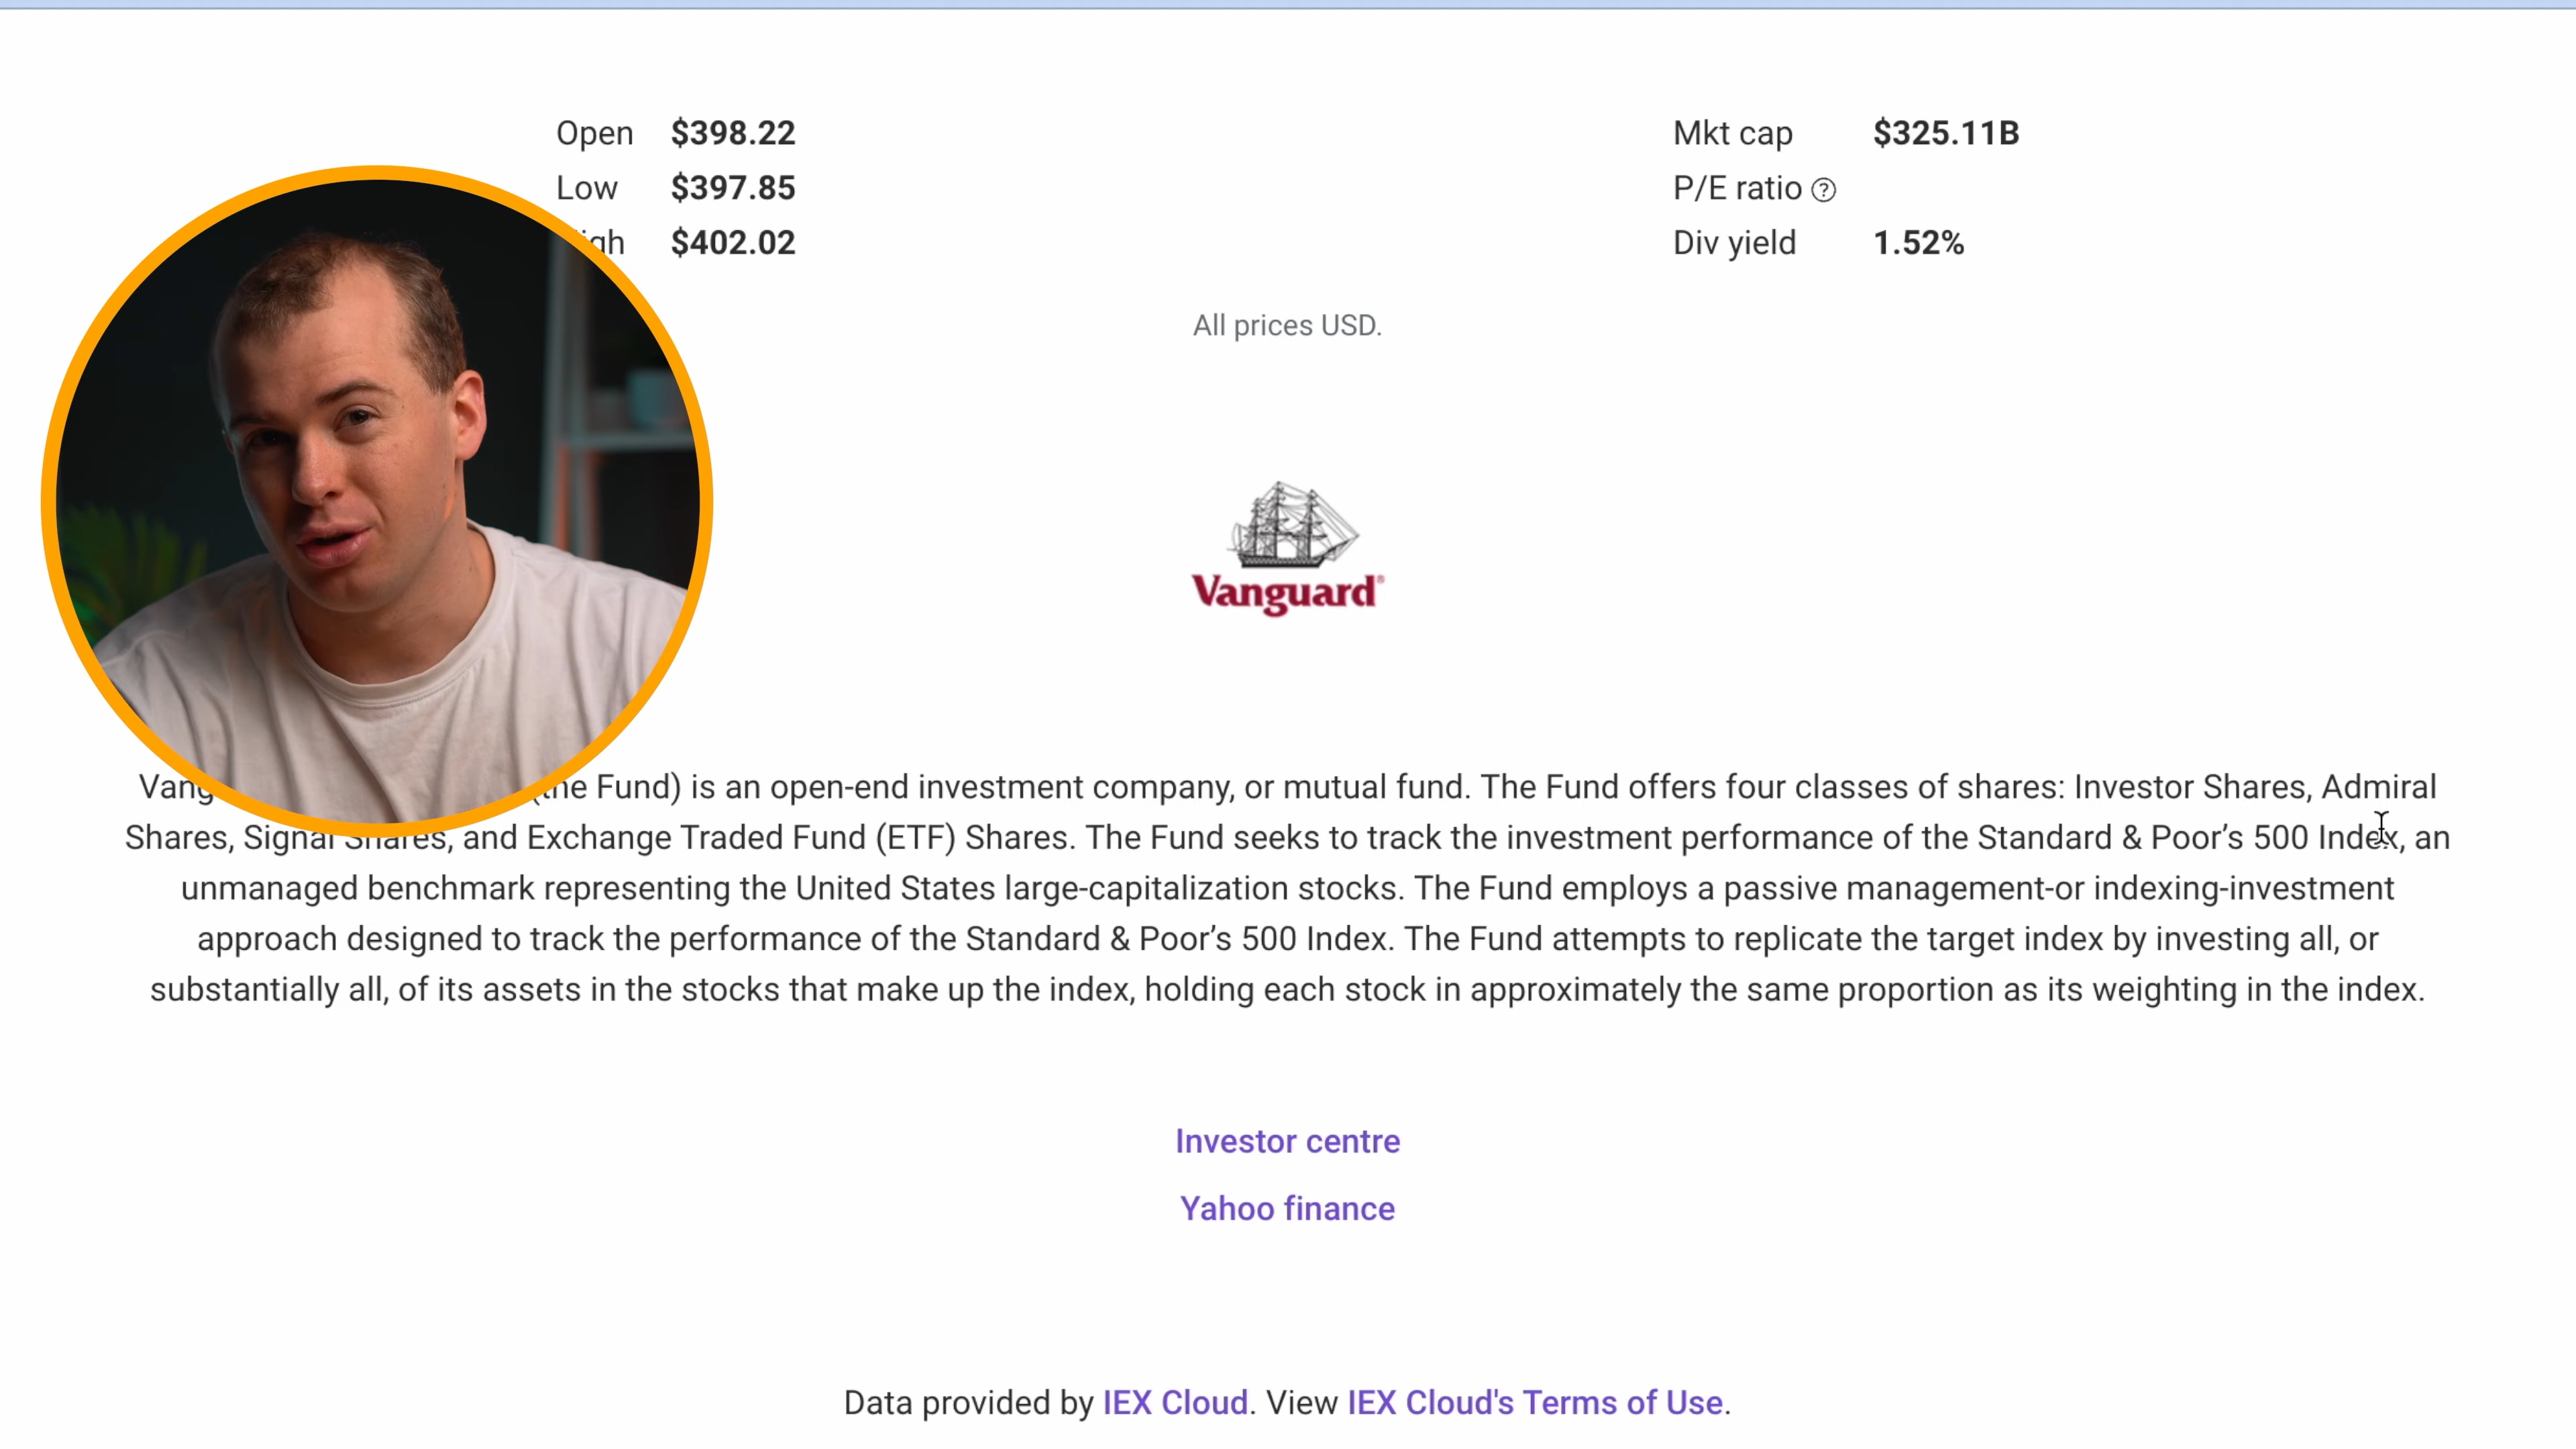 Open $398.22
Mkt cap $325.11B
Low $397.85
P/E ratio ?
$402.02
Div yield 1.52%
All prices USD.
Vanguard®
Fund) is an open-end investment company, or mutual fund. The Fund offers four classes of shares: Investor Shares, Admiral
Shares, Signal Shares, and Exchange Traded Fund (ETF) Shares. The Fund seeks to track the investment performance of the Standard & Poor’s 500 Index, an
unmanaged benchmark representing the United States large-capitalization stocks. The Fund employs a passive management-or indexing-investment
approach designed to track the performance of the Standard & Poor’s 500 Index. The Fund attempts to replicate the target index by investing all, or
substantially all, of its assets in the stocks that make up the index, holding each stock in approximately the same proportion as its weighting in the index.
Investor centre
Yahoo finance
Data provided by IEX Cloud. View IEX Cloud's Terms of Use.